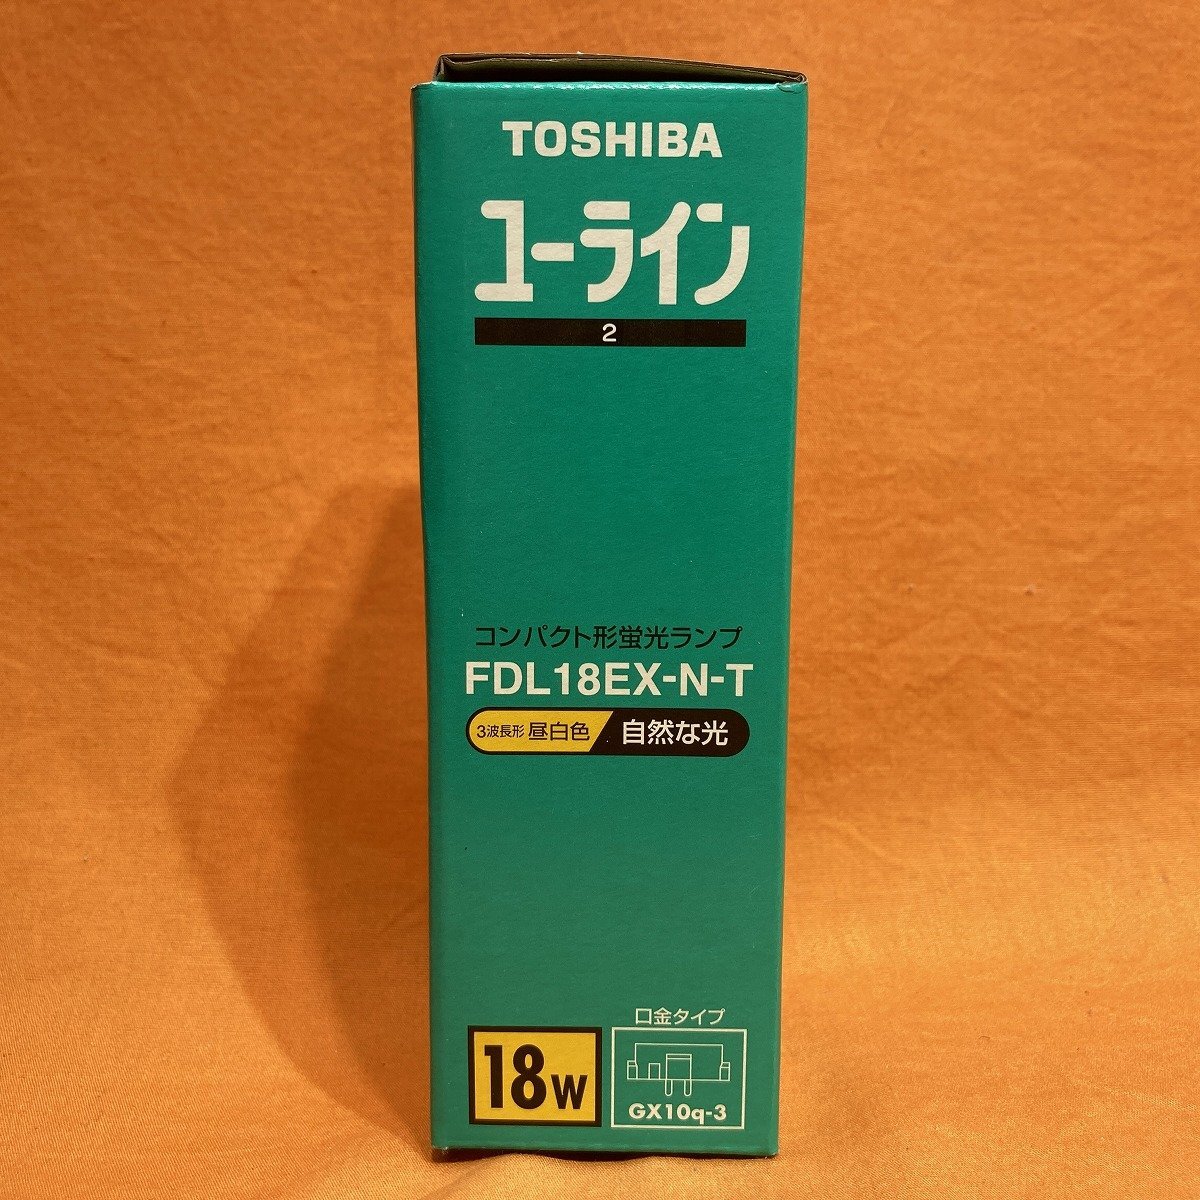 TOSHIBA
ユーライン
2
コンパクト形蛍光ランプ
FDL18EX-N-T
3波長形 昼白色 自然な光
口金タイプ
18W
GX10q-3